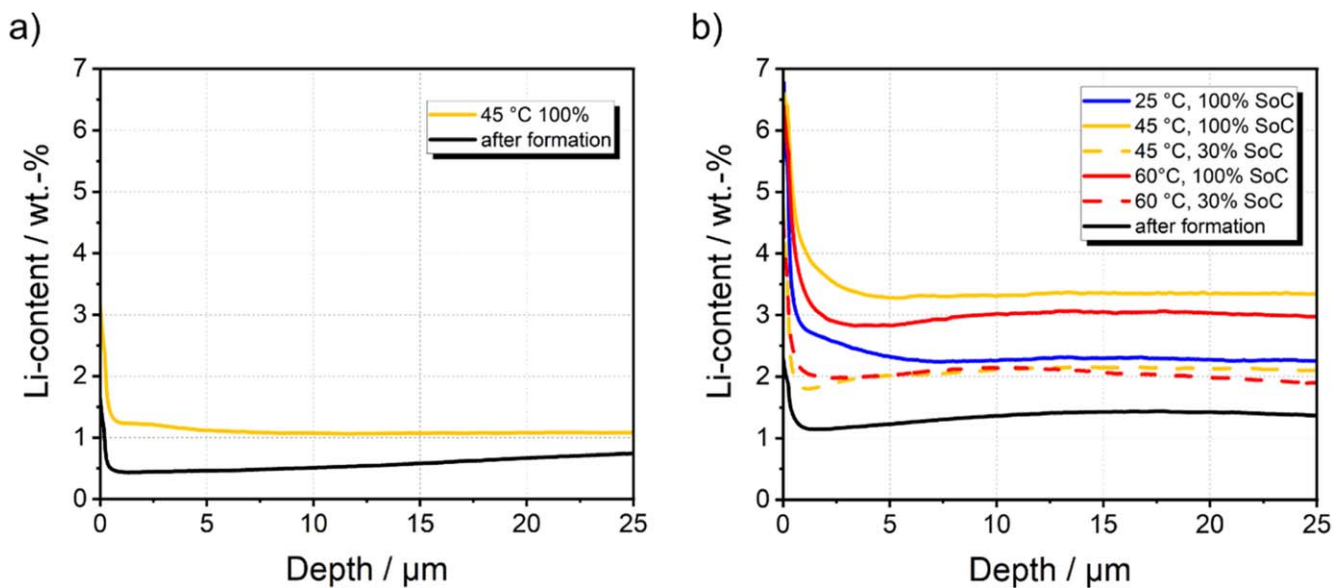 a)
7
6
5
4
3
2
1
0
Li-content / wt.-%
45 °C 100%
after formation
0 5 10 15 20 25
Depth / µm
b)
7
6
5
4
3
2
1
0
Li-content / wt.-%
25 °C, 100% SoC
45 °C, 100% SoC
45 °C, 30% SoC
60°C, 100% SoC
60 °C, 30% SoC
after formation
0 5 10 15 20 25
Depth / µm